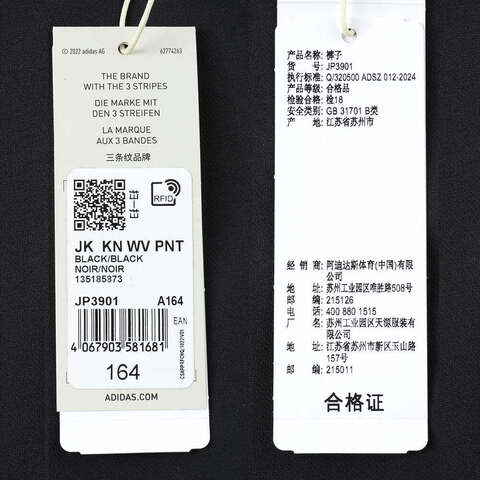 © 2022 adidas AG 62774263
THE BRAND
WITH THE 3 STRIPES
DIE MARKE MIT
DEN 3 STREIFEN
LA MARQUE
AUX 3 BANDES
三条纹品牌
RFID
JK KN WV PNT
BLACK/BLACK
NOIR/NOIR
135185873
JP3901 A164
EAN
4 067903 581681
164
ADIDAS.COM
产品名称: 裤子
货 号: JP3901
执行标准: Q/320500 ADSZ 012-2024
产品等级: 合格品
检验合格: 检18
安全类别: GB 31701 B类
产 地: 江苏省苏州市
经 销 商: 阿迪达斯体育(中国)有限
公司
地 址: 苏州工业园区唯胜路508号
邮 编: 215126
电 话: 400 880 1515
厂 名: 苏州工业园区天源服装有
限公司
地 址: 江苏省苏州市新区玉山路
157号
邮 编: 215011
合格证